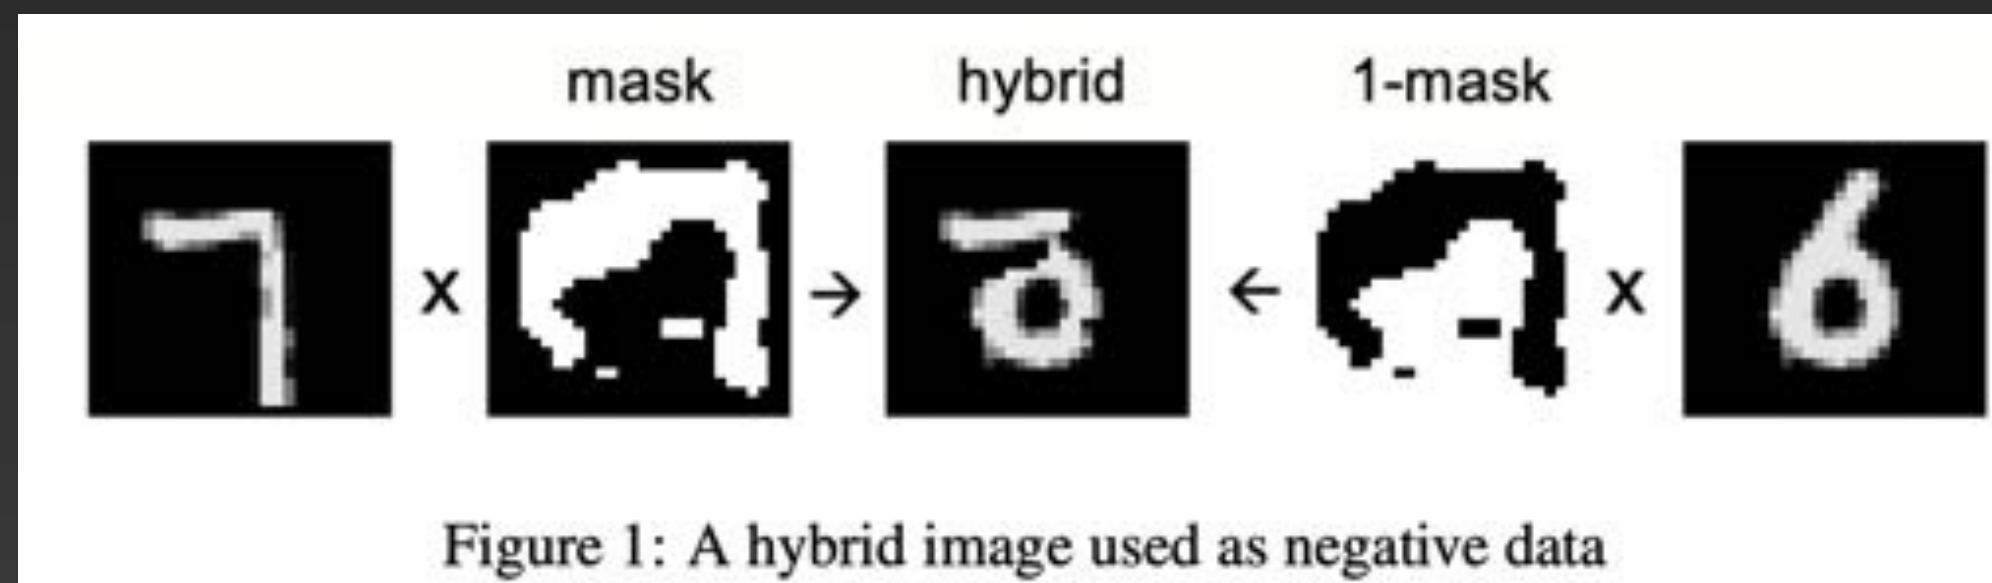 mask hybrid 1-mask
x → ← x
Figure 1: A hybrid image used as negative data